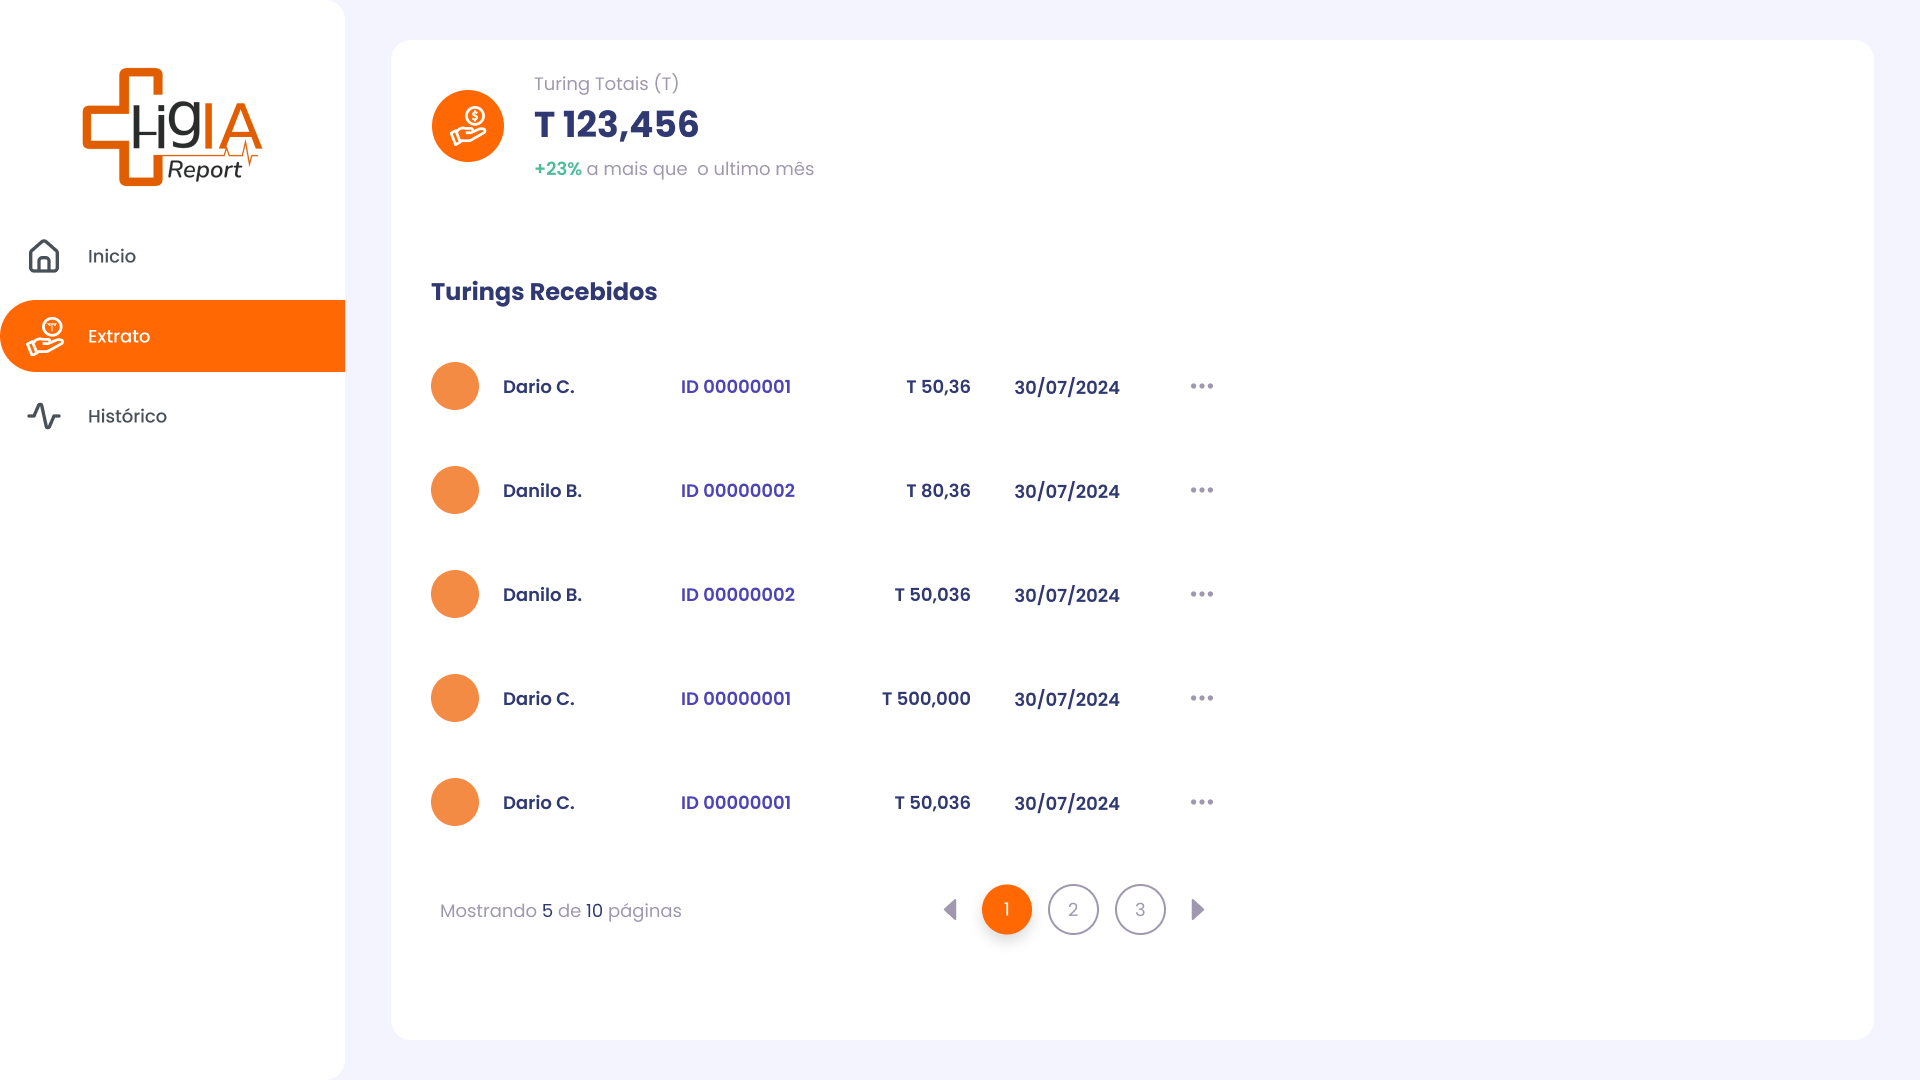 HigIA
Report
Inicio
Extrato
Histórico
Turing Totais (T)
T 123,456
+23% a mais que  o ultimo mês
Turings Recebidos
Dario C. ID 00000001 T 50,36 30/07/2024
Danilo B. ID 00000002 T 80,36 30/07/2024
Danilo B. ID 00000002 T 50,036 30/07/2024
Dario C. ID 00000001 T 500,000 30/07/2024
Dario C. ID 00000001 T 50,036 30/07/2024
Mostrando 5 de 10 páginas
1 2 3